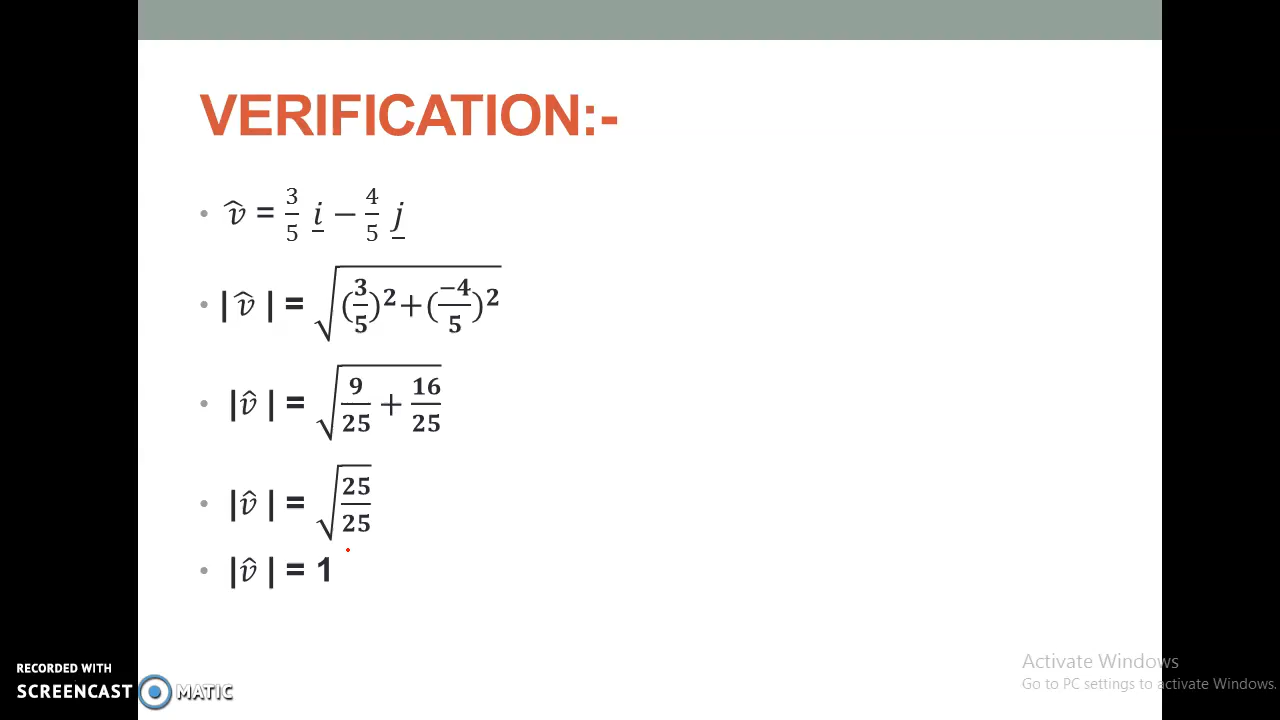 VERIFICATION:-
• v̂ = 3/5 i − 4/5 j
• |v̂ | = √((3/5)² + (−4/5)²)
• |v̂ | = √(9/25 + 16/25)
• |v̂ | = √(25/25)
• |v̂ | = 1
Activate Windows
Go to PC settings to activate Windows.
RECORDED WITH
SCREENCAST MATIC